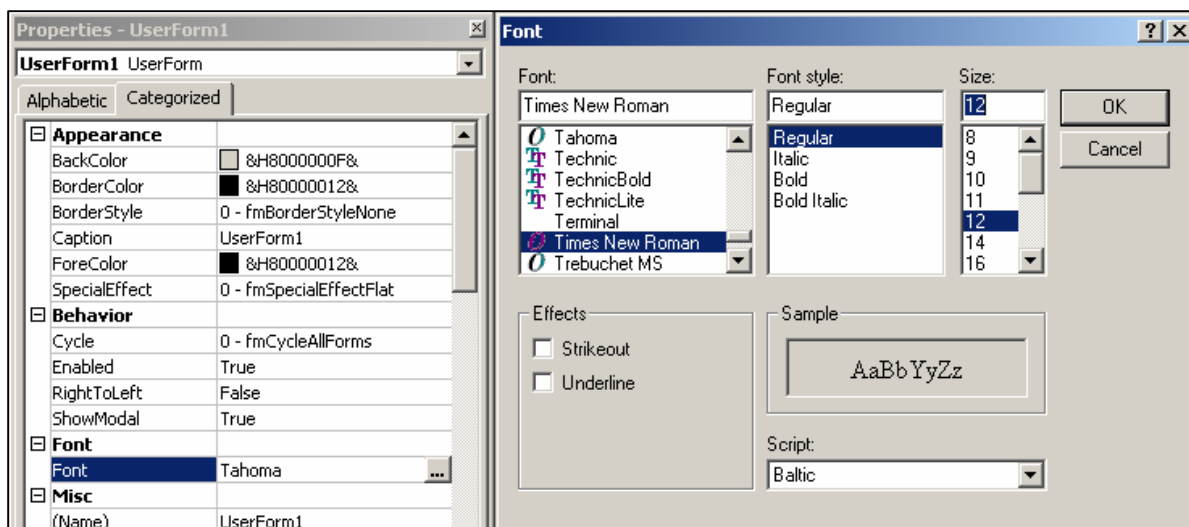 Properties - UserForm1
UserForm1 UserForm
Alphabetic Categorized
Appearance
BackColor &H8000000F&
BorderColor &H80000012&
BorderStyle 0 - fmBorderStyleNone
Caption UserForm1
ForeColor &H80000012&
SpecialEffect 0 - fmSpecialEffectFlat
Behavior
Cycle 0 - fmCycleAllForms
Enabled True
RightToLeft False
ShowModal True
Font
Font Tahoma ...
Misc
(Name) UserForm1
Font
Font:
Times New Roman
Tahoma
Technic
TechnicBold
TechnicLite
Terminal
Times New Roman
Trebuchet MS
Font style:
Regular
Regular
Italic
Bold
Bold Italic
Size:
12
8
9
10
11
12
14
16
OK
Cancel
Effects
Strikeout
Underline
Sample
AaBbYyZz
Script:
Baltic